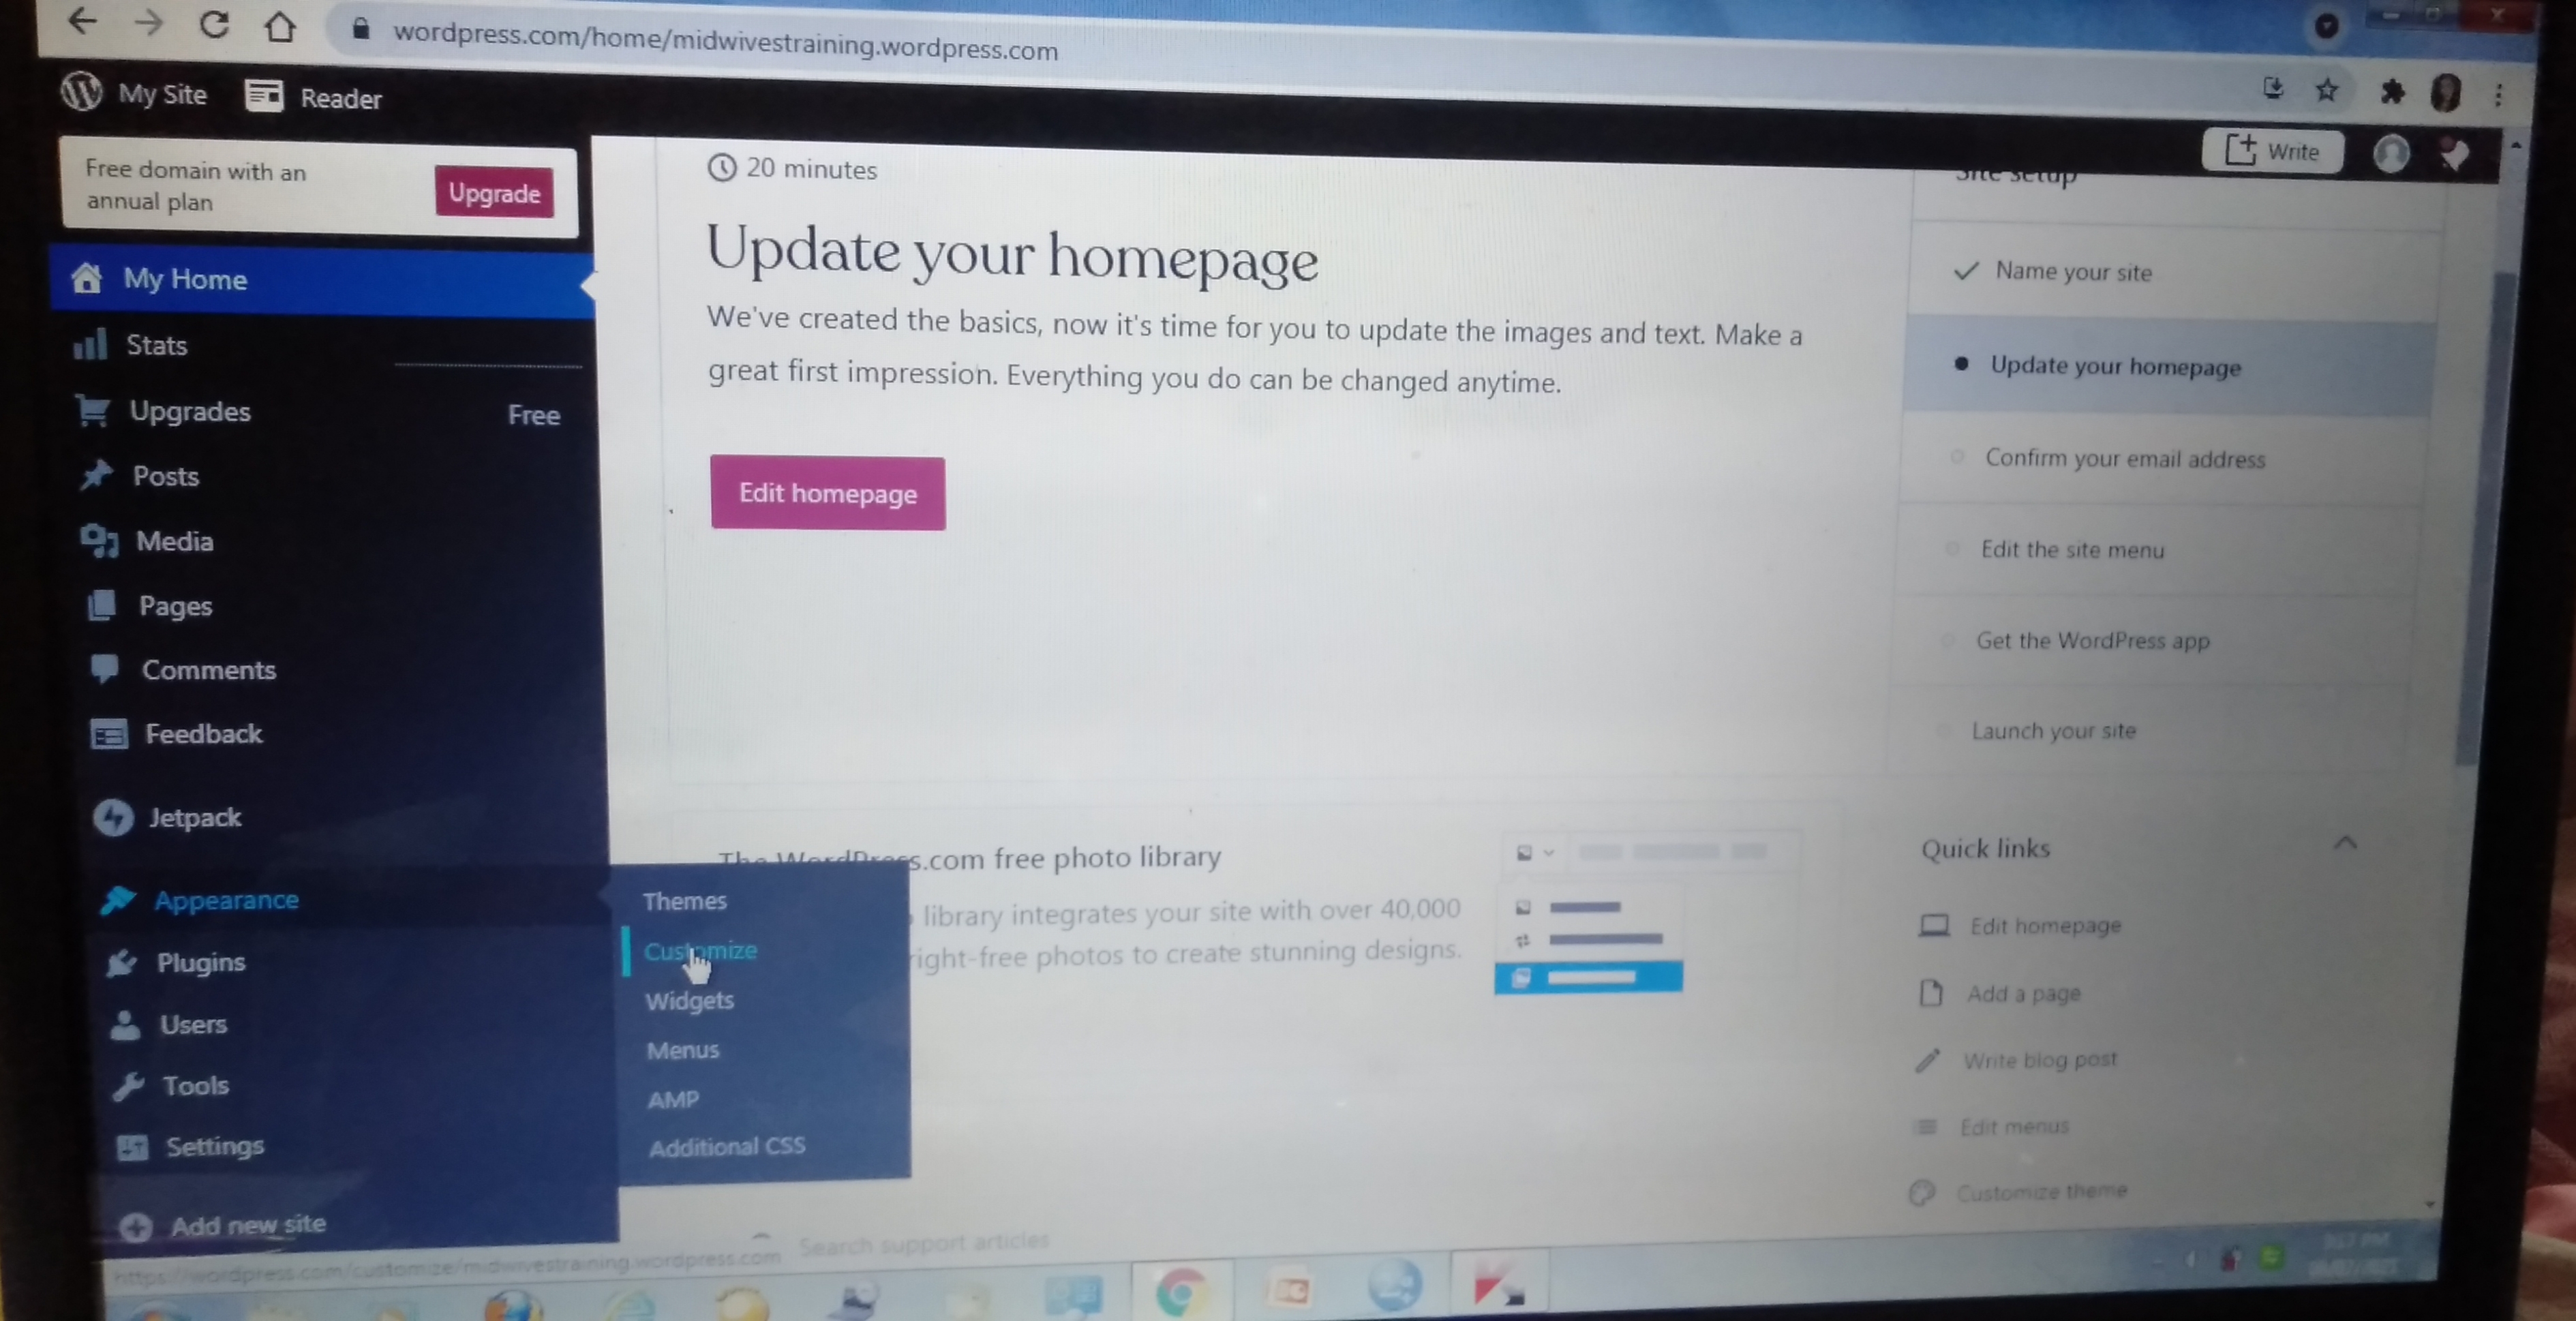 wordpress.com/home/midwivestraining.wordpress.com
My Site
Reader
Write
Free domain with an
annual plan
Upgrade
My Home
Stats
Upgrades
Free
Posts
Media
Pages
Comments
Feedback
Jetpack
Appearance
Plugins
Users
Tools
Settings
Add new site
Themes
Customize
Widgets
Menus
AMP
Additional CSS
20 minutes
Update your homepage
We've created the basics, now it's time for you to update the images and text. Make a
great first impression. Everything you do can be changed anytime.
Edit homepage
The WordPress.com free photo library
library integrates your site with over 40,000
right-free photos to create stunning designs.
Site setup
Name your site
Update your homepage
Confirm your email address
Edit the site menu
Get the WordPress app
Launch your site
Quick links
Edit homepage
Add a page
Write blog post
Edit menus
Customize theme
Search support articles
https://wordpress.com/customize/midwivestraining.wordpress.com